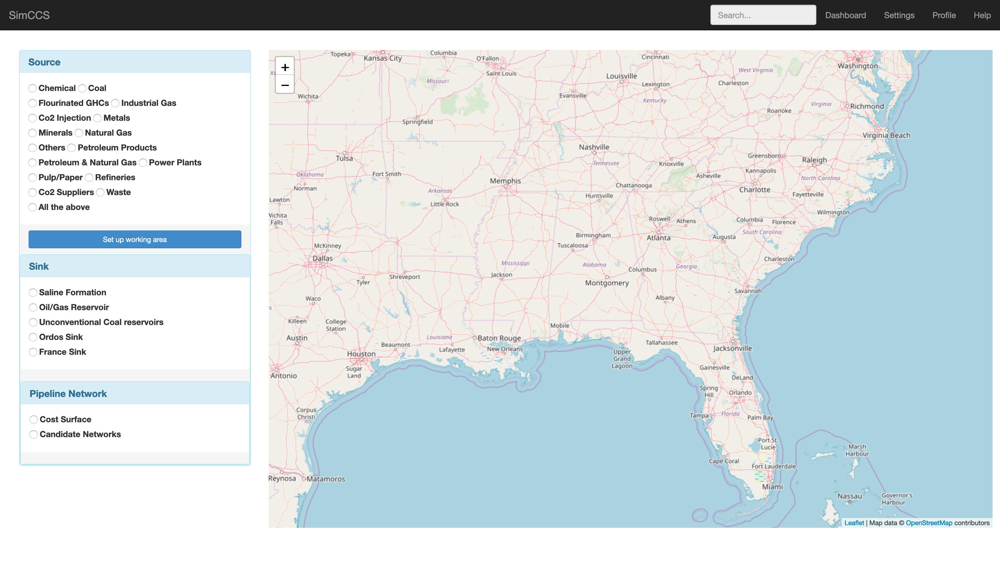 SimCCS
Search...
Dashboard
Settings
Profile
Help
Source
Chemical Coal
Flourinated GHCs Industrial Gas
Co2 Injection Metals
Minerals Natural Gas
Others Petroleum Products
Petroleum & Natural Gas Power Plants
Pulp/Paper Refineries
Co2 Suppliers Waste
All the above
Set up working area
Sink
Saline Formation
Oil/Gas Reservoir
Unconventional Coal reservoirs
Ordos Sink
France Sink
Pipeline Network
Cost Surface
Candidate Networks
+
−
Topeka
Kansas City
Columbia
O'Fallon
Saint Louis
Cincinnati
Washington
Louisville
Lexington
West Virginia
Charleston
Missouri
Wichita
Evansville
Kentucky
Virginia
Richmond
Roanoke
Springfield
Virginia Beach
Nashville
Tulsa
Greensboro
Raleigh
Tennessee
Knoxville
Kannapolis
Oklahoma
Fort Smith
Memphis
Asheville
North Carolina
Norman
Arkansas
Chattanooga
Charlotte
Lawton
Little Rock
Huntsville
Fayetteville
Wichita
Falls
Wilmington
Roswell
Athens
Columbia
Florence
Birmingham
Atlanta
Augusta
South Carolina
McKinney
Tuscaloosa
Dallas
Charleston
Mississippi
Alabama
Columbus
Georgia
Tyler
Shreveport
Jackson
Montgomery
Savannah
Waco
Albany
Killeen
College
Station
Mobile
Austin
Louisiana
Baton Rouge
Beaumont
Lafayette
New Orleans
Tallahassee
Jacksonville
Houston
Upper
Grand
Lagoon
Sugar
Land
Gainesville
Antonio
DeLand
Spring
Hill
Orlando
Corpus
Christi
Tampa
Florida
Palm Bay
Port St.
Lucie
Marsh
Harbour
Cape Coral
Fort Lauderdale
Reynosa
Matamoros
Miami
Nassau
Governor's
Harbour
Leaflet | Map data © OpenStreetMap contributors